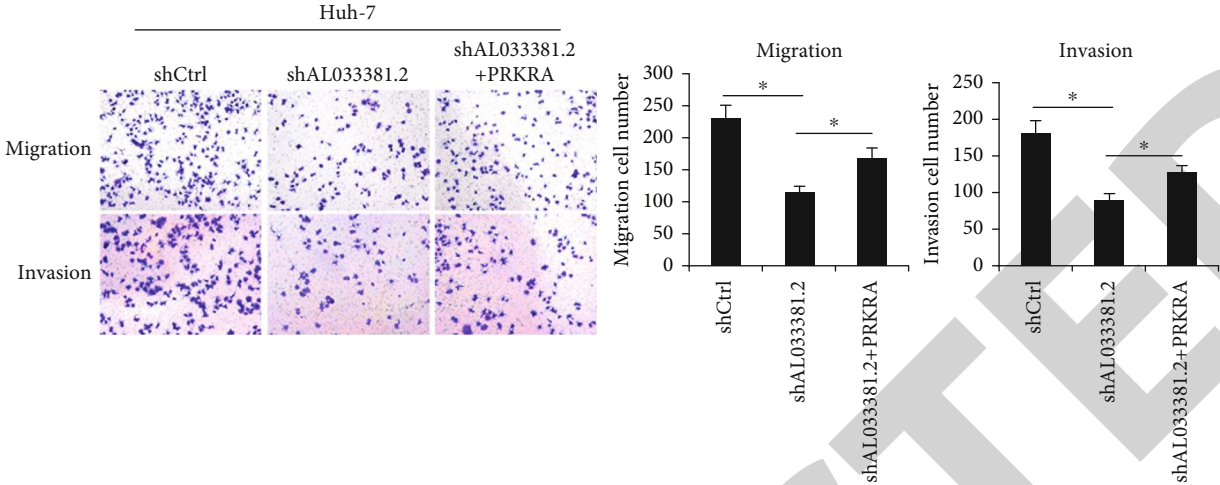 Huh-7
shCtrl
shAL033381.2
shAL033381.2
+PRKRA
Migration
Invasion
Migration
Migration cell number
300
250
200
150
100
50
0
*
*
shCtrl
shAL033381.2
shAL033381.2+PRKRA
Invasion
Invasion cell number
250
200
150
100
50
0
*
*
shCtrl
shAL033381.2
shAL033381.2+PRKRA